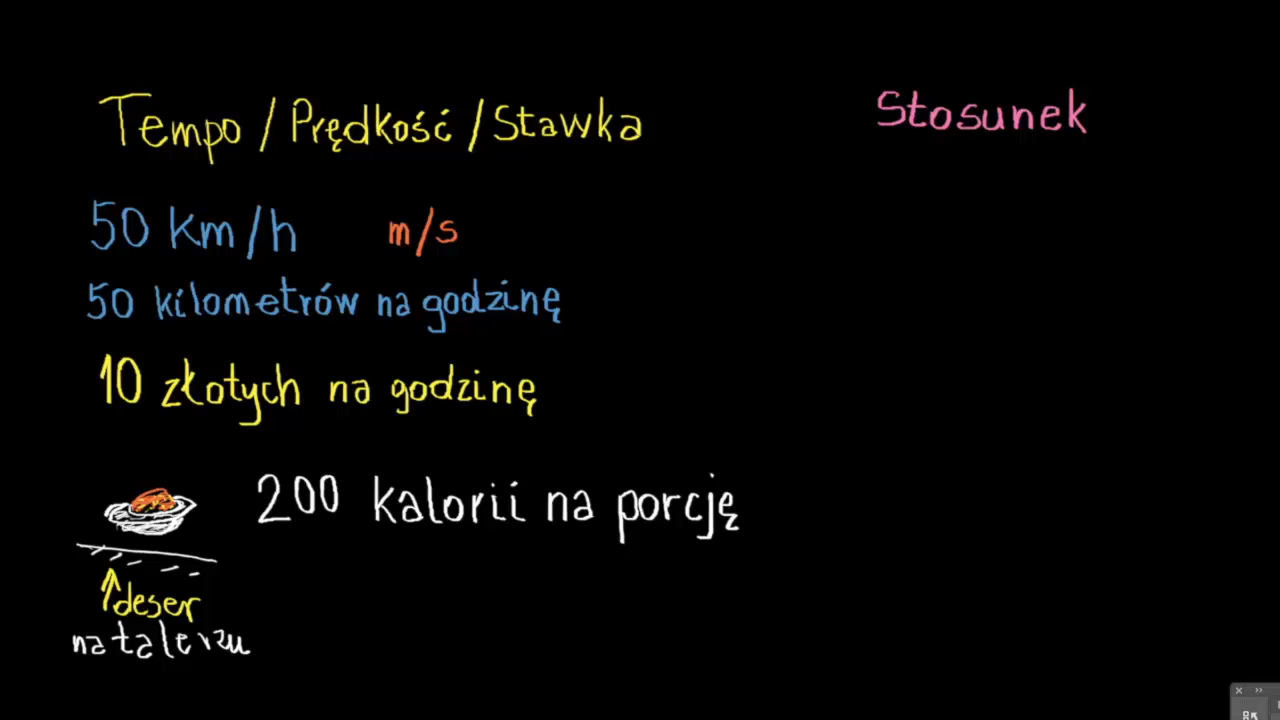 Tempo / Prędkość / Stawka
Stosunek
50 km/h
m/s
50 kilometrów na godzinę
10 złotych na godzinę
200 kalorii na porcję
deser
na talerzu